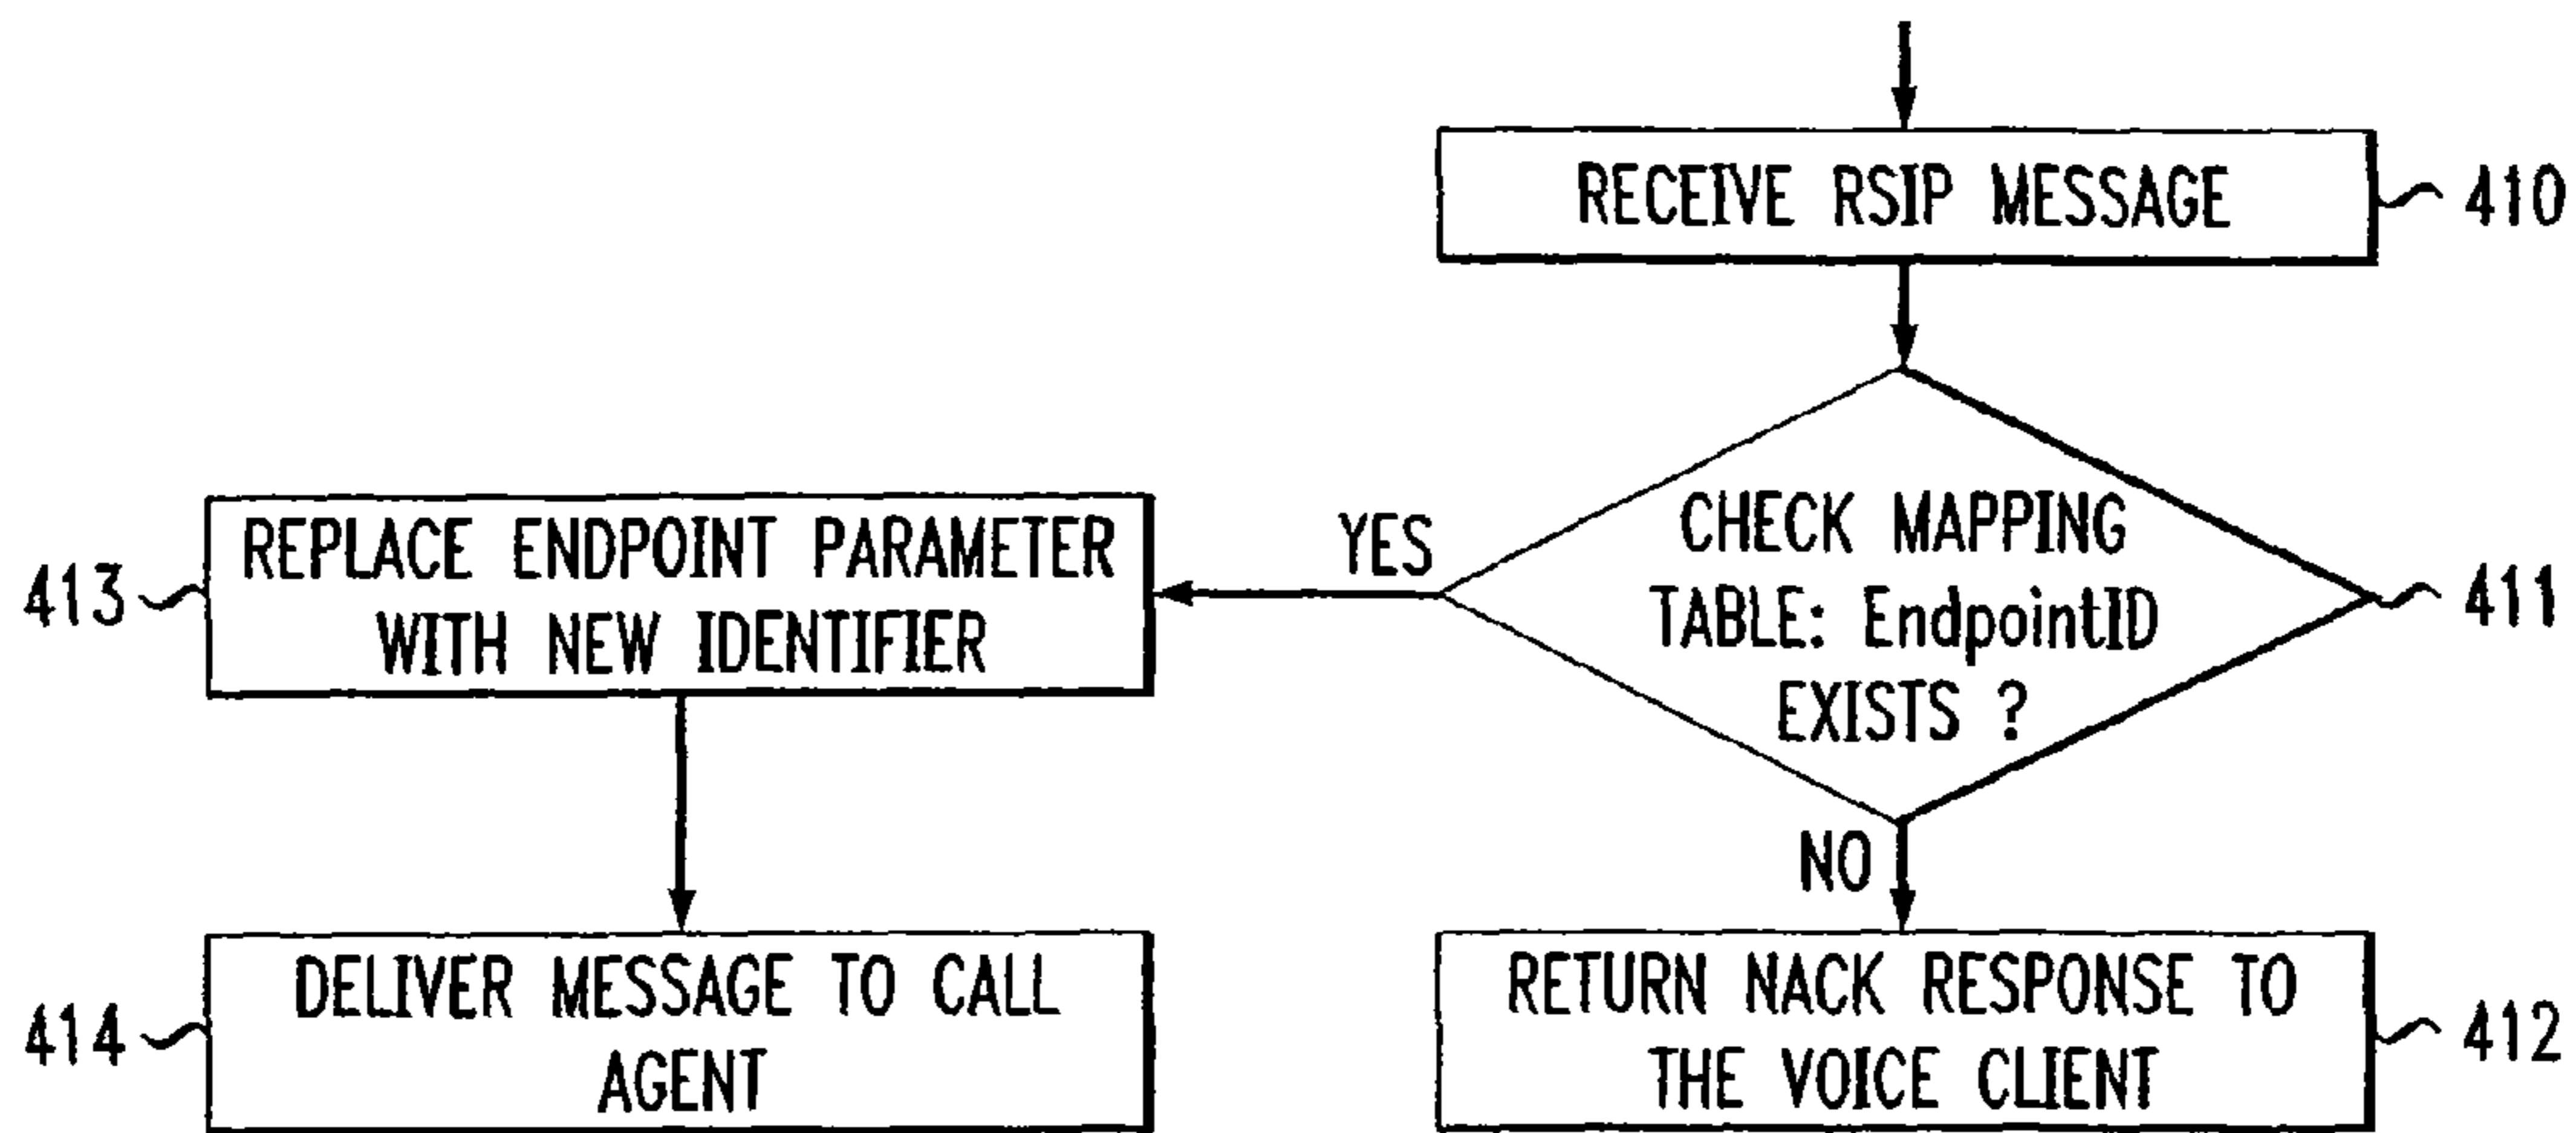 RECEIVE RSIP MESSAGE
410
CHECK MAPPING
TABLE: EndpointID
EXISTS ?
411
YES
REPLACE ENDPOINT PARAMETER
WITH NEW IDENTIFIER
413
NO
DELIVER MESSAGE TO CALL
AGENT
414
RETURN NACK RESPONSE TO
THE VOICE CLIENT
412